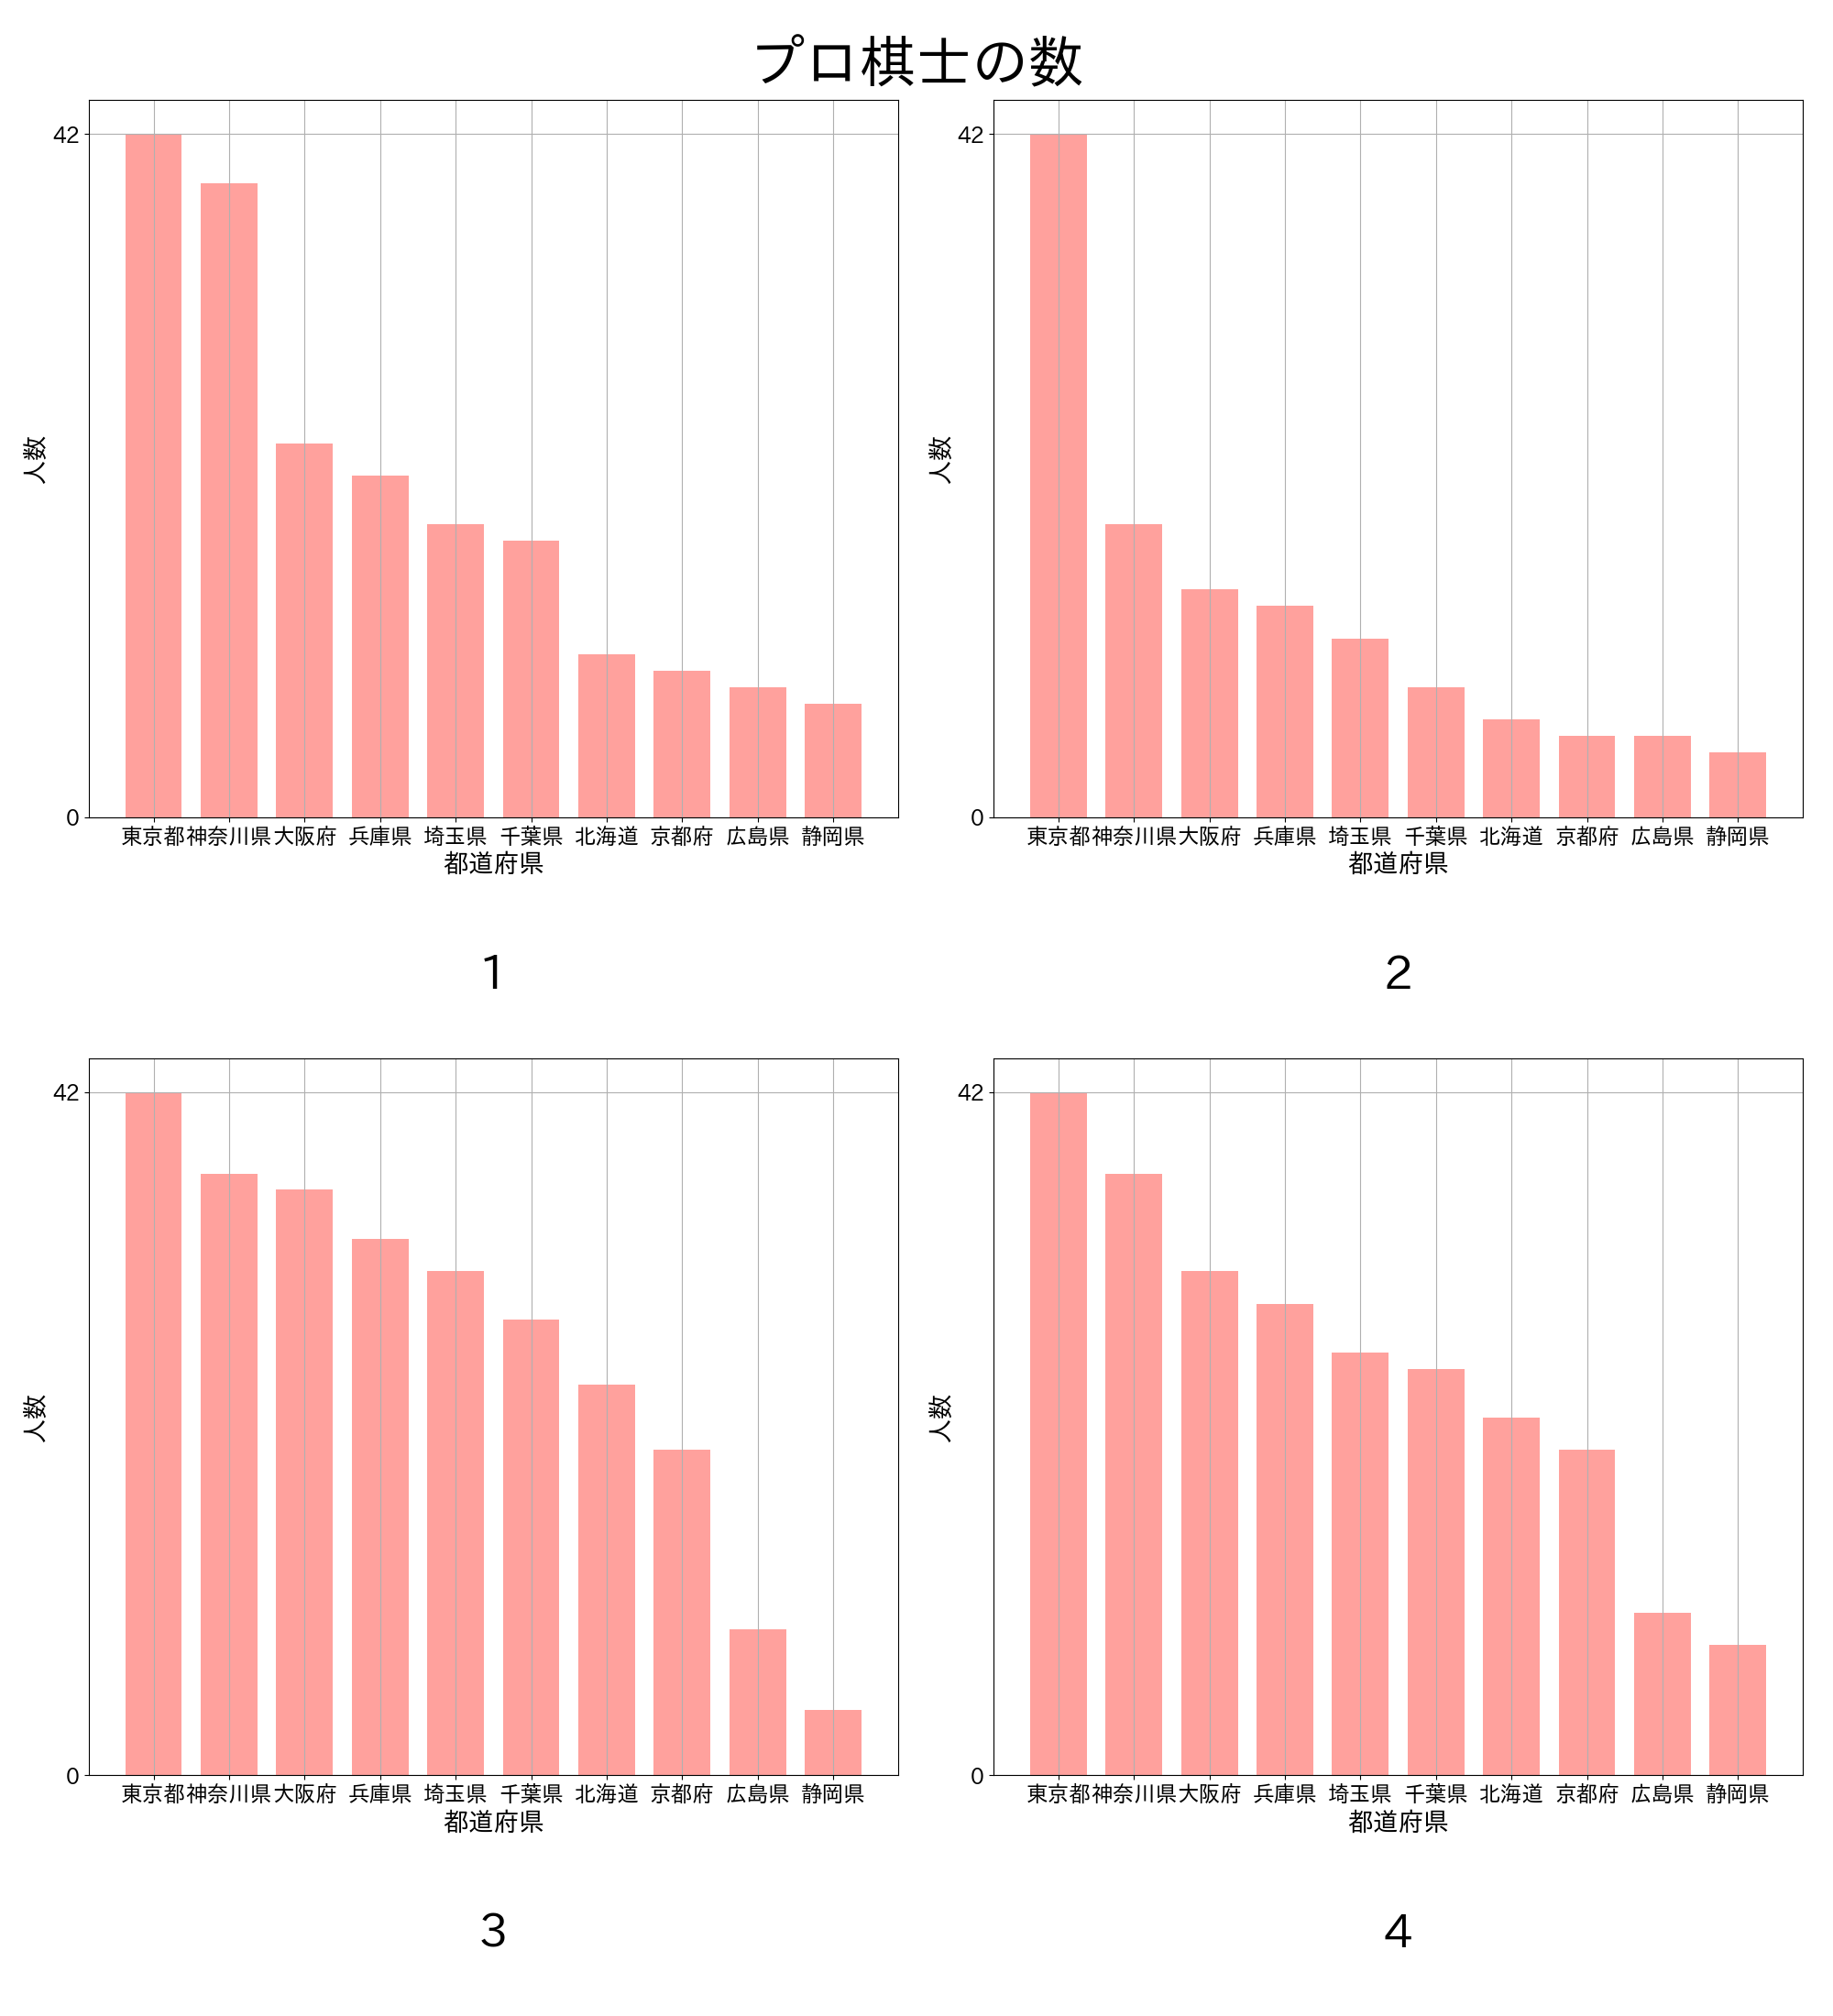 プロ棋士の数
42
0
人数
東京都 神奈川県 大阪府 兵庫県 埼玉県 千葉県 北海道 京都府 広島県 静岡県
都道府県
1
42
0
人数
東京都 神奈川県 大阪府 兵庫県 埼玉県 千葉県 北海道 京都府 広島県 静岡県
都道府県
2
42
0
人数
東京都 神奈川県 大阪府 兵庫県 埼玉県 千葉県 北海道 京都府 広島県 静岡県
都道府県
3
42
0
人数
東京都 神奈川県 大阪府 兵庫県 埼玉県 千葉県 北海道 京都府 広島県 静岡県
都道府県
4